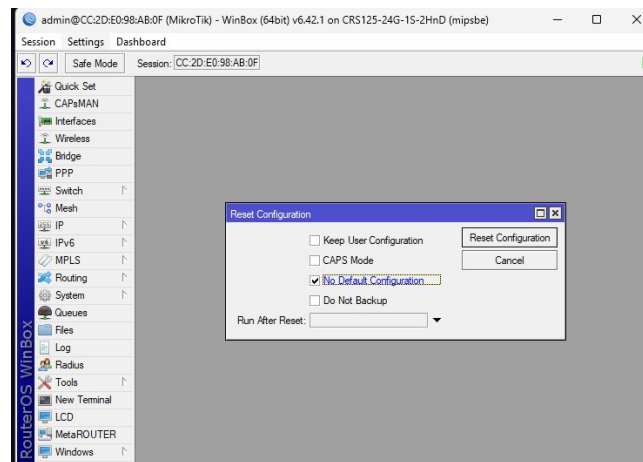 admin@CC:2D:E0:98:AB:0F (MikroTik) - WinBox (64bit) v6.42.1 on CRS125-24G-1S-2HnD (mipsbe)
Session Settings Dashboard
Safe Mode Session: CC:2D:E0:98:AB:0F
Quick Set
CAPsMAN
Interfaces
Wireless
Bridge
PPP
Switch
Mesh
IP
IPv6
MPLS
Routing
System
Queues
Files
Log
Radius
Tools
New Terminal
LCD
MetaROUTER
Windows
RouterOS WinBox
Reset Configuration
Keep User Configuration
CAPS Mode
No Default Configuration
Do Not Backup
Run After Reset:
Reset Configuration
Cancel